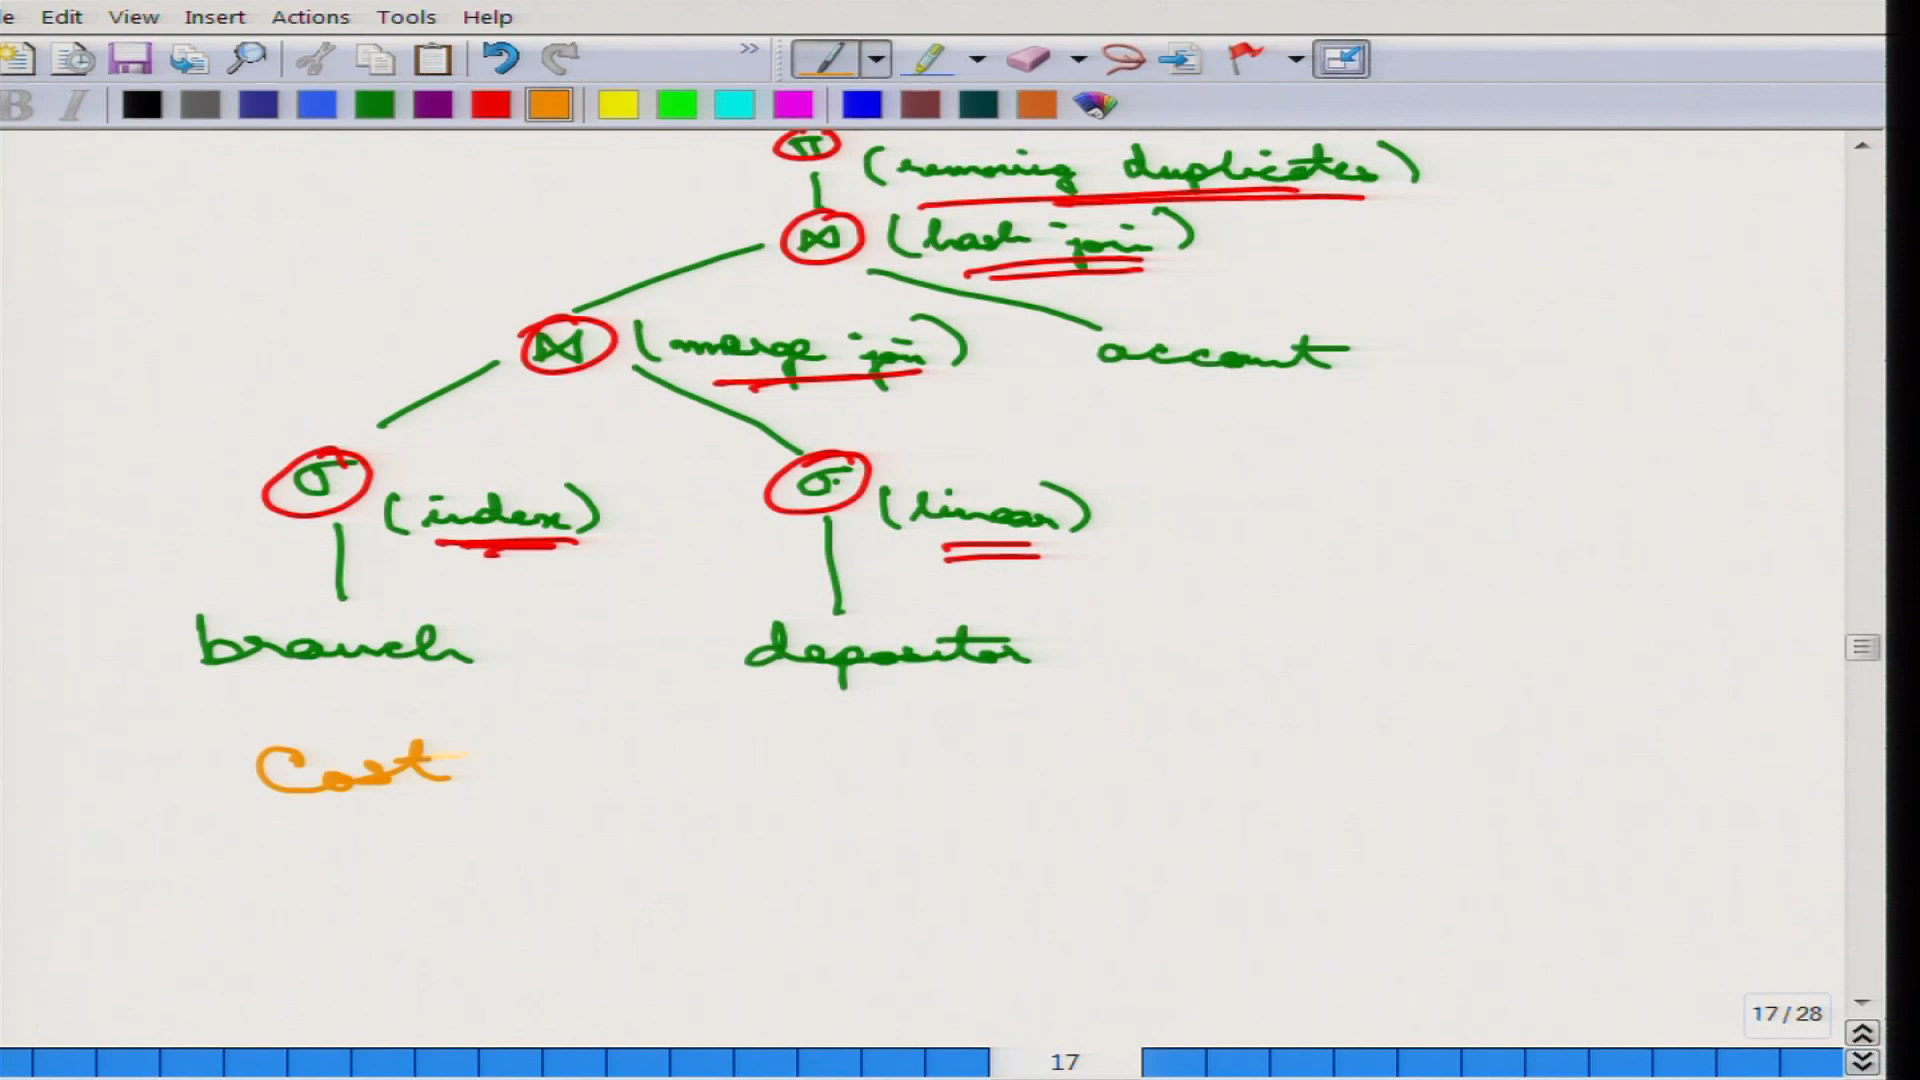 Edit View Insert Actions Tools Help
B I
π (removing duplicates)
⋈ (hash join)
⋈ (merge join) account
σ (index) σ (linear)
branch depositor
Cost
17 / 28
17